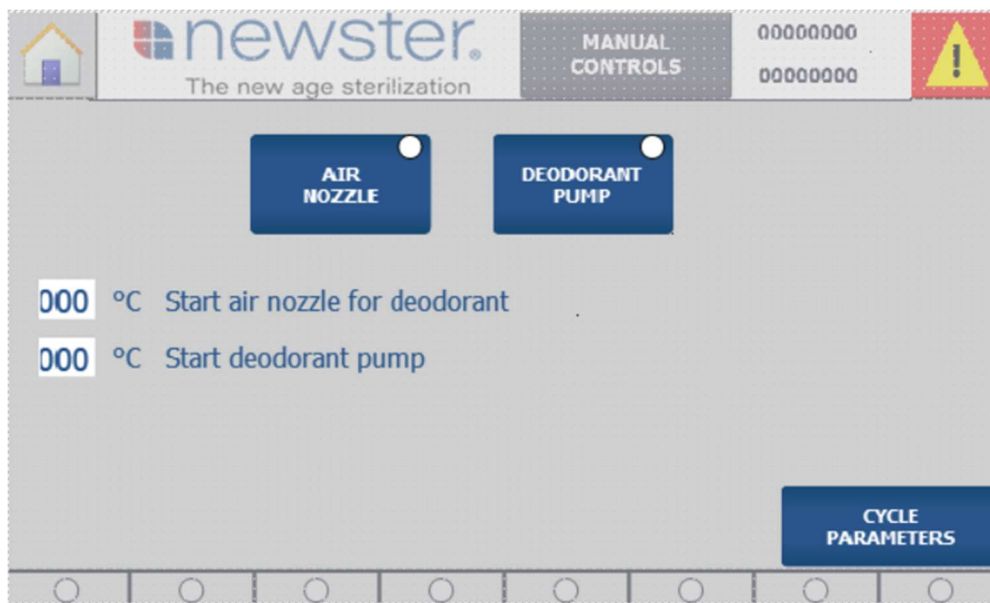 newster®
The new age sterilization
MANUAL
CONTROLS
00000000
00000000
AIR
NOZZLE
DEODORANT
PUMP
000 °C Start air nozzle for deodorant
000 °C Start deodorant pump
CYCLE
PARAMETERS